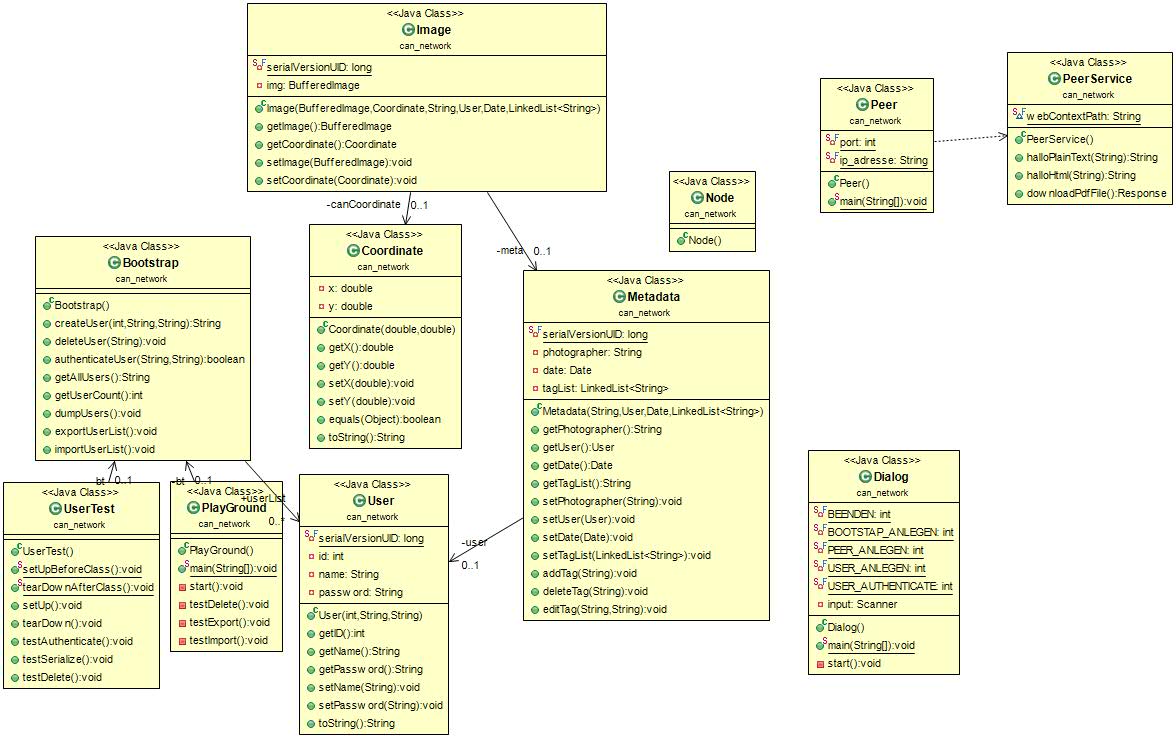 <<Java Class>>
Image
can_network
serialVersionUID: long
img: BufferedImage
Image(BufferedImage,Coordinate,String,User,Date,LinkedList<String>)
getImage():BufferedImage
getCoordinate():Coordinate
setImage(BufferedImage):void
setCoordinate(Coordinate):void
<<Java Class>>
Peer
can_network
port: int
ip_adresse: String
Peer()
main(String[]):void
<<Java Class>>
PeerService
can_network
webContextPath: String
PeerService()
halloPlainText(String):String
halloHtml(String):String
downloadPdfFile():Response
<<Java Class>>
Node
can_network
Node()
-canCoordinate
0..1
-meta
0..1
<<Java Class>>
Bootstrap
can_network
Bootstrap()
createUser(int,String,String):String
deleteUser(String):void
authenticateUser(String,String):boolean
getAllUsers():String
getUserCount():int
dumpUsers():void
exportUserList():void
importUserList():void
<<Java Class>>
Coordinate
can_network
x: double
y: double
Coordinate(double,double)
getX():double
getY():double
setX(double):void
setY(double):void
equals(Object):boolean
toString():String
<<Java Class>>
Metadata
can_network
serialVersionUID: long
photographer: String
date: Date
tagList: LinkedList<String>
Metadata(String,User,Date,LinkedList<String>)
getPhotographer():String
getUser():User
getDate():Date
getTagList():String
setPhotographer(String):void
setUser(User):void
setDate(Date):void
setTagList(LinkedList<String>):void
addTag(String):void
deleteTag(String):void
editTag(String,String):void
bt
0..1
-bt
0..1
+userList
0..*
-user
0..1
<<Java Class>>
UserTest
can_network
UserTest()
setUpBeforeClass():void
tearDownAfterClass():void
setUp():void
tearDown():void
testAuthenticate():void
testSerialize():void
testDelete():void
<<Java Class>>
PlayGround
can_network
PlayGround()
main(String[]):void
start():void
testDelete():void
testExport():void
testImport():void
<<Java Class>>
User
can_network
serialVersionUID: long
id: int
name: String
password: String
User(int,String,String)
getID():int
getName():String
getPassword():String
setName(String):void
setPassword(String):void
toString():String
<<Java Class>>
Dialog
can_network
BEENDEN: int
BOOTSTAP_ANLEGEN: int
PEER_ANLEGEN: int
USER_ANLEGEN: int
USER_AUTHENTICATE: int
input: Scanner
Dialog()
main(String[]):void
start():void